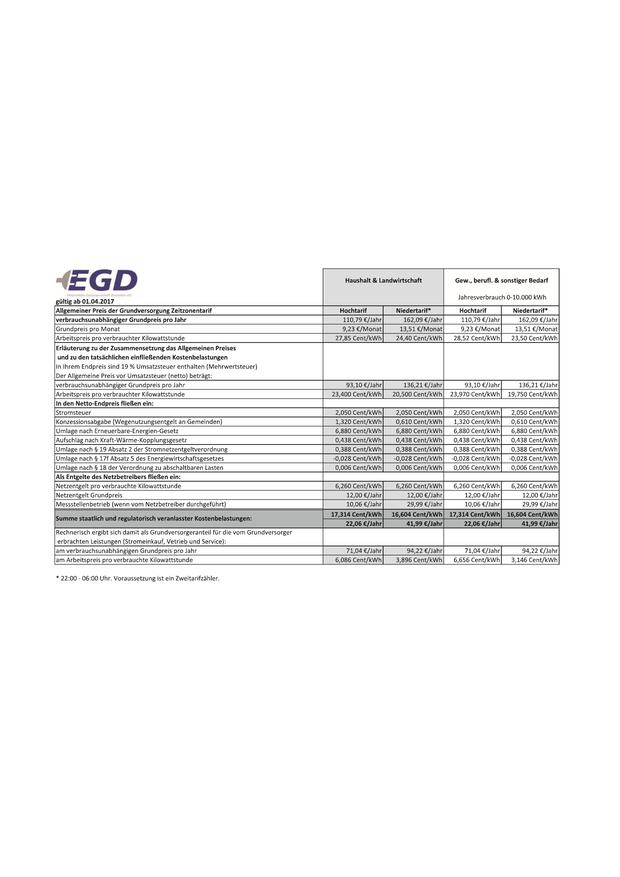 EGD
gültig ab 01.04.2017
Haushalt & Landwirtschaft
Gew., berufl. & sonstiger Bedarf
Jahresverbrauch 0-10.000 kWh
Allgemeiner Preis der Grundversorgung Zeitzonentarif Hochtarif Niedertarif* Hochtarif Niedertarif*
verbrauchsunabhängiger Grundpreis pro Jahr 110,79 €/Jahr 162,09 €/Jahr 110,79 €/Jahr 162,09 €/Jahr
Grundpreis pro Monat 9,23 €/Monat 13,51 €/Monat 9,23 €/Monat 13,51 €/Monat
Arbeitspreis pro verbrauchter Kilowattstunde 27,85 Cent/kWh 24,40 Cent/kWh 28,52 Cent/kWh 23,50 Cent/kWh
Erläuterung zu der Zusammensetzung das Allgemeinen Preises
und zu den tatsächlichen einfließenden Kostenbelastungen
In Ihrem Endpreis sind 19 % Umsatzsteuer enthalten (Mehrwertsteuer)
Der Allgemeine Preis vor Umsatzsteuer (netto) beträgt:
verbrauchsunabhängiger Grundpreis pro Jahr 93,10 €/Jahr 136,21 €/Jahr 93,10 €/Jahr 136,21 €/Jahr
Arbeitspreis pro verbrauchter Kilowattstunde 23,400 Cent/kWh 20,500 Cent/kWh 23,970 Cent/kWh 19,750 Cent/kWh
In den Netto-Endpreis fließen ein:
Stromsteuer 2,050 Cent/kWh 2,050 Cent/kWh 2,050 Cent/kWh 2,050 Cent/kWh
Konzessionsabgabe (Wegenutzungsentgelt an Gemeinden) 1,320 Cent/kWh 0,610 Cent/kWh 1,320 Cent/kWh 0,610 Cent/kWh
Umlage nach Erneuerbare-Energien-Gesetz 6,880 Cent/kWh 6,880 Cent/kWh 6,880 Cent/kWh 6,880 Cent/kWh
Aufschlag nach Kraft-Wärme-Kopplungsgesetz 0,438 Cent/kWh 0,438 Cent/kWh 0,438 Cent/kWh 0,438 Cent/kWh
Umlage nach § 19 Absatz 2 der Stromnetzentgeltverordnung 0,388 Cent/kWh 0,388 Cent/kWh 0,388 Cent/kWh 0,388 Cent/kWh
Umlage nach § 17f Absatz 5 des Energiewirtschaftsgesetzes -0,028 Cent/kWh -0,028 Cent/kWh -0,028 Cent/kWh -0,028 Cent/kWh
Umlage nach § 18 der Verordnung zu abschaltbaren Lasten 0,006 Cent/kWh 0,006 Cent/kWh 0,006 Cent/kWh 0,006 Cent/kWh
Als Entgelte des Netzbetreibers fließen ein:
Netzentgelt pro verbrauchte Kilowattstunde 6,260 Cent/kWh 6,260 Cent/kWh 6,260 Cent/kWh 6,260 Cent/kWh
Netzentgelt Grundpreis 12,00 €/Jahr 12,00 €/Jahr 12,00 €/Jahr 12,00 €/Jahr
Messstellenbetrieb (wenn vom Netzbetreiber durchgeführt) 10,06 €/Jahr 29,99 €/Jahr 10,06 €/Jahr 29,99 €/Jahr
Summe staatlich und regulatorisch veranlasster Kostenbelastungen: 17,314 Cent/kWh 16,604 Cent/kWh 17,314 Cent/kWh 16,604 Cent/kWh
22,06 €/Jahr 41,99 €/Jahr 22,06 €/Jahr 41,99 €/Jahr
Rechnerisch ergibt sich damit als Grundversorgeranteil für die vom Grundversorger
erbrachten Leistungen (Stromeinkauf, Vetrieb und Service):
am verbrauchsunabhängigen Grundpreis pro Jahr 71,04 €/Jahr 94,22 €/Jahr 71,04 €/Jahr 94,22 €/Jahr
am Arbeitspreis pro verbrauchte Kilowattstunde 6,086 Cent/kWh 3,896 Cent/kWh 6,656 Cent/kWh 3,146 Cent/kWh
* 22:00 - 06:00 Uhr. Voraussetzung ist ein Zweitarifzähler.